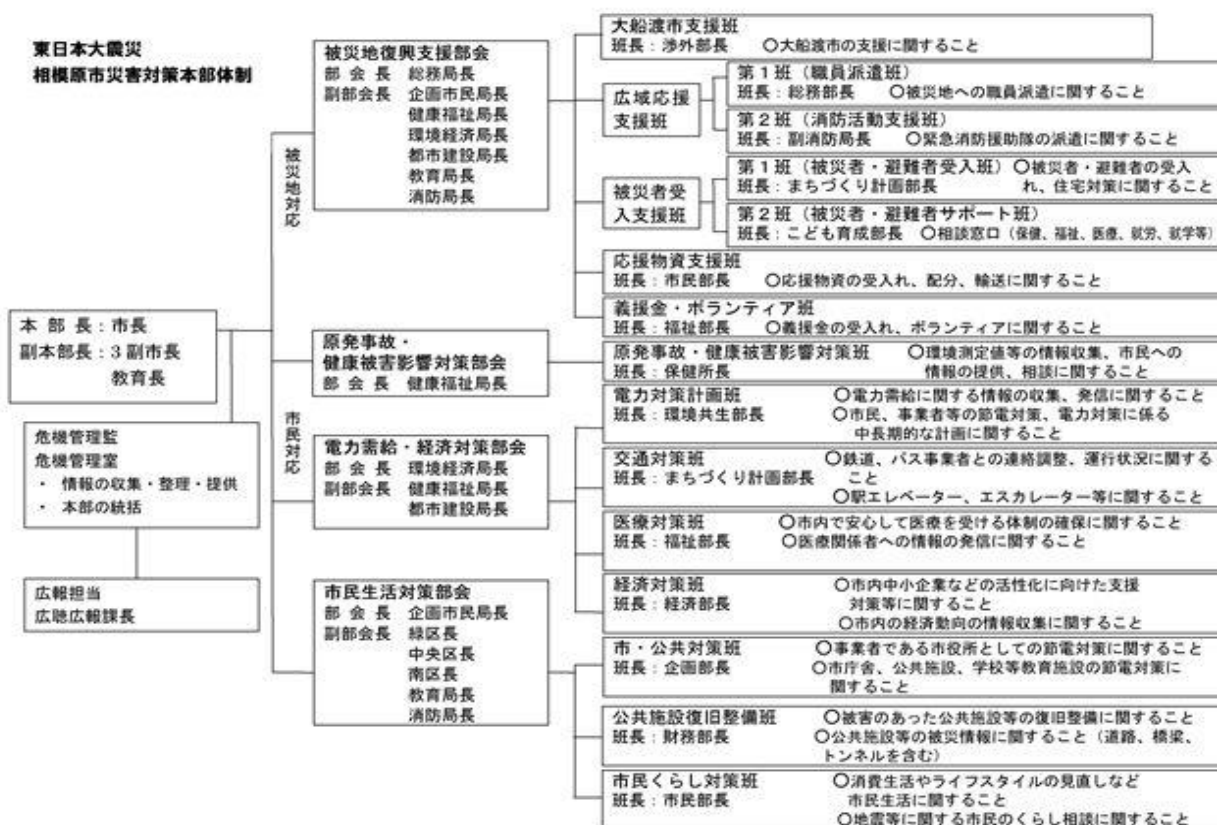 東日本大震災
相模原市災害対策本部体制
本 部 長：市長
副本部長：3副市長
教育長
危機管理監
危機管理室
・ 情報の収集・整理・提供
・ 本部の統括
広報担当
広聴広報課長
被災地対応
市民対応
被災地復興支援部会
部 会 長 総務局長
副部会長 企画市民局長
健康福祉局長
環境経済局長
都市建設局長
教育局長
消防局長
原発事故・
健康被害影響対策部会
部 会 長 健康福祉局長
電力需給・経済対策部会
部 会 長 環境経済局長
副部会長 健康福祉局長
都市建設局長
市民生活対策部会
部 会 長 企画市民局長
副部会長 緑区長
中央区長
南区長
教育局長
消防局長
大船渡市支援班
班長：渉外部長 ○大船渡市の支援に関すること
広域応援
支援班
第1班（職員派遣班）
班長：総務部長 ○被災地への職員派遣に関すること
第2班（消防活動支援班）
班長：副消防局長 ○緊急消防援助隊の派遣に関すること
被災者受
入支援班
第1班（被災者・避難者受入班）○被災者・避難者の受入
班長：まちづくり計画部長 れ、住宅対策に関すること
第2班（被災者・避難者サポート班）
班長：こども育成部長 ○相談窓口（保健、福祉、医療、就労、就学等）
応援物資支援班
班長：市民部長 ○応援物資の受入れ、配分、輸送に関すること
義援金・ボランティア班
班長：福祉部長 ○義援金の受入れ、ボランティアに関すること
原発事故・健康被害影響対策班 ○環境測定値等の情報収集、市民への
班長：保健所長 情報の提供、相談に関すること
電力対策計画班 ○電力需給に関する情報の収集、発信に関すること
班長：環境共生部長 ○市民、事業者等の節電対策、電力対策に係る
中長期的な計画に関すること
交通対策班 ○鉄道、バス事業者との連絡調整、運行状況に関する
班長：まちづくり計画部長 こと
○駅エレベーター、エスカレーター等に関すること
医療対策班 ○市内で安心して医療を受ける体制の確保に関すること
班長：福祉部長 ○医療関係者への情報の発信に関すること
経済対策班 ○市内中小企業などの活性化に向けた支援
班長：経済部長 対策等に関すること
○市内の経済動向の情報収集に関すること
市・公共対策班 ○事業者である市役所としての節電対策に関すること
班長：企画部長 ○市庁舎、公共施設、学校等教育施設の節電対策に
関すること
公共施設復旧整備班 ○被害のあった公共施設等の復旧整備に関すること
班長：財務部長 ○公共施設等の被災情報に関すること（道路、橋梁、
トンネルを含む）
市民くらし対策班 ○消費生活やライフスタイルの見直しなど
班長：市民部長 市民生活に関すること
○地震等に関する市民のくらし相談に関すること